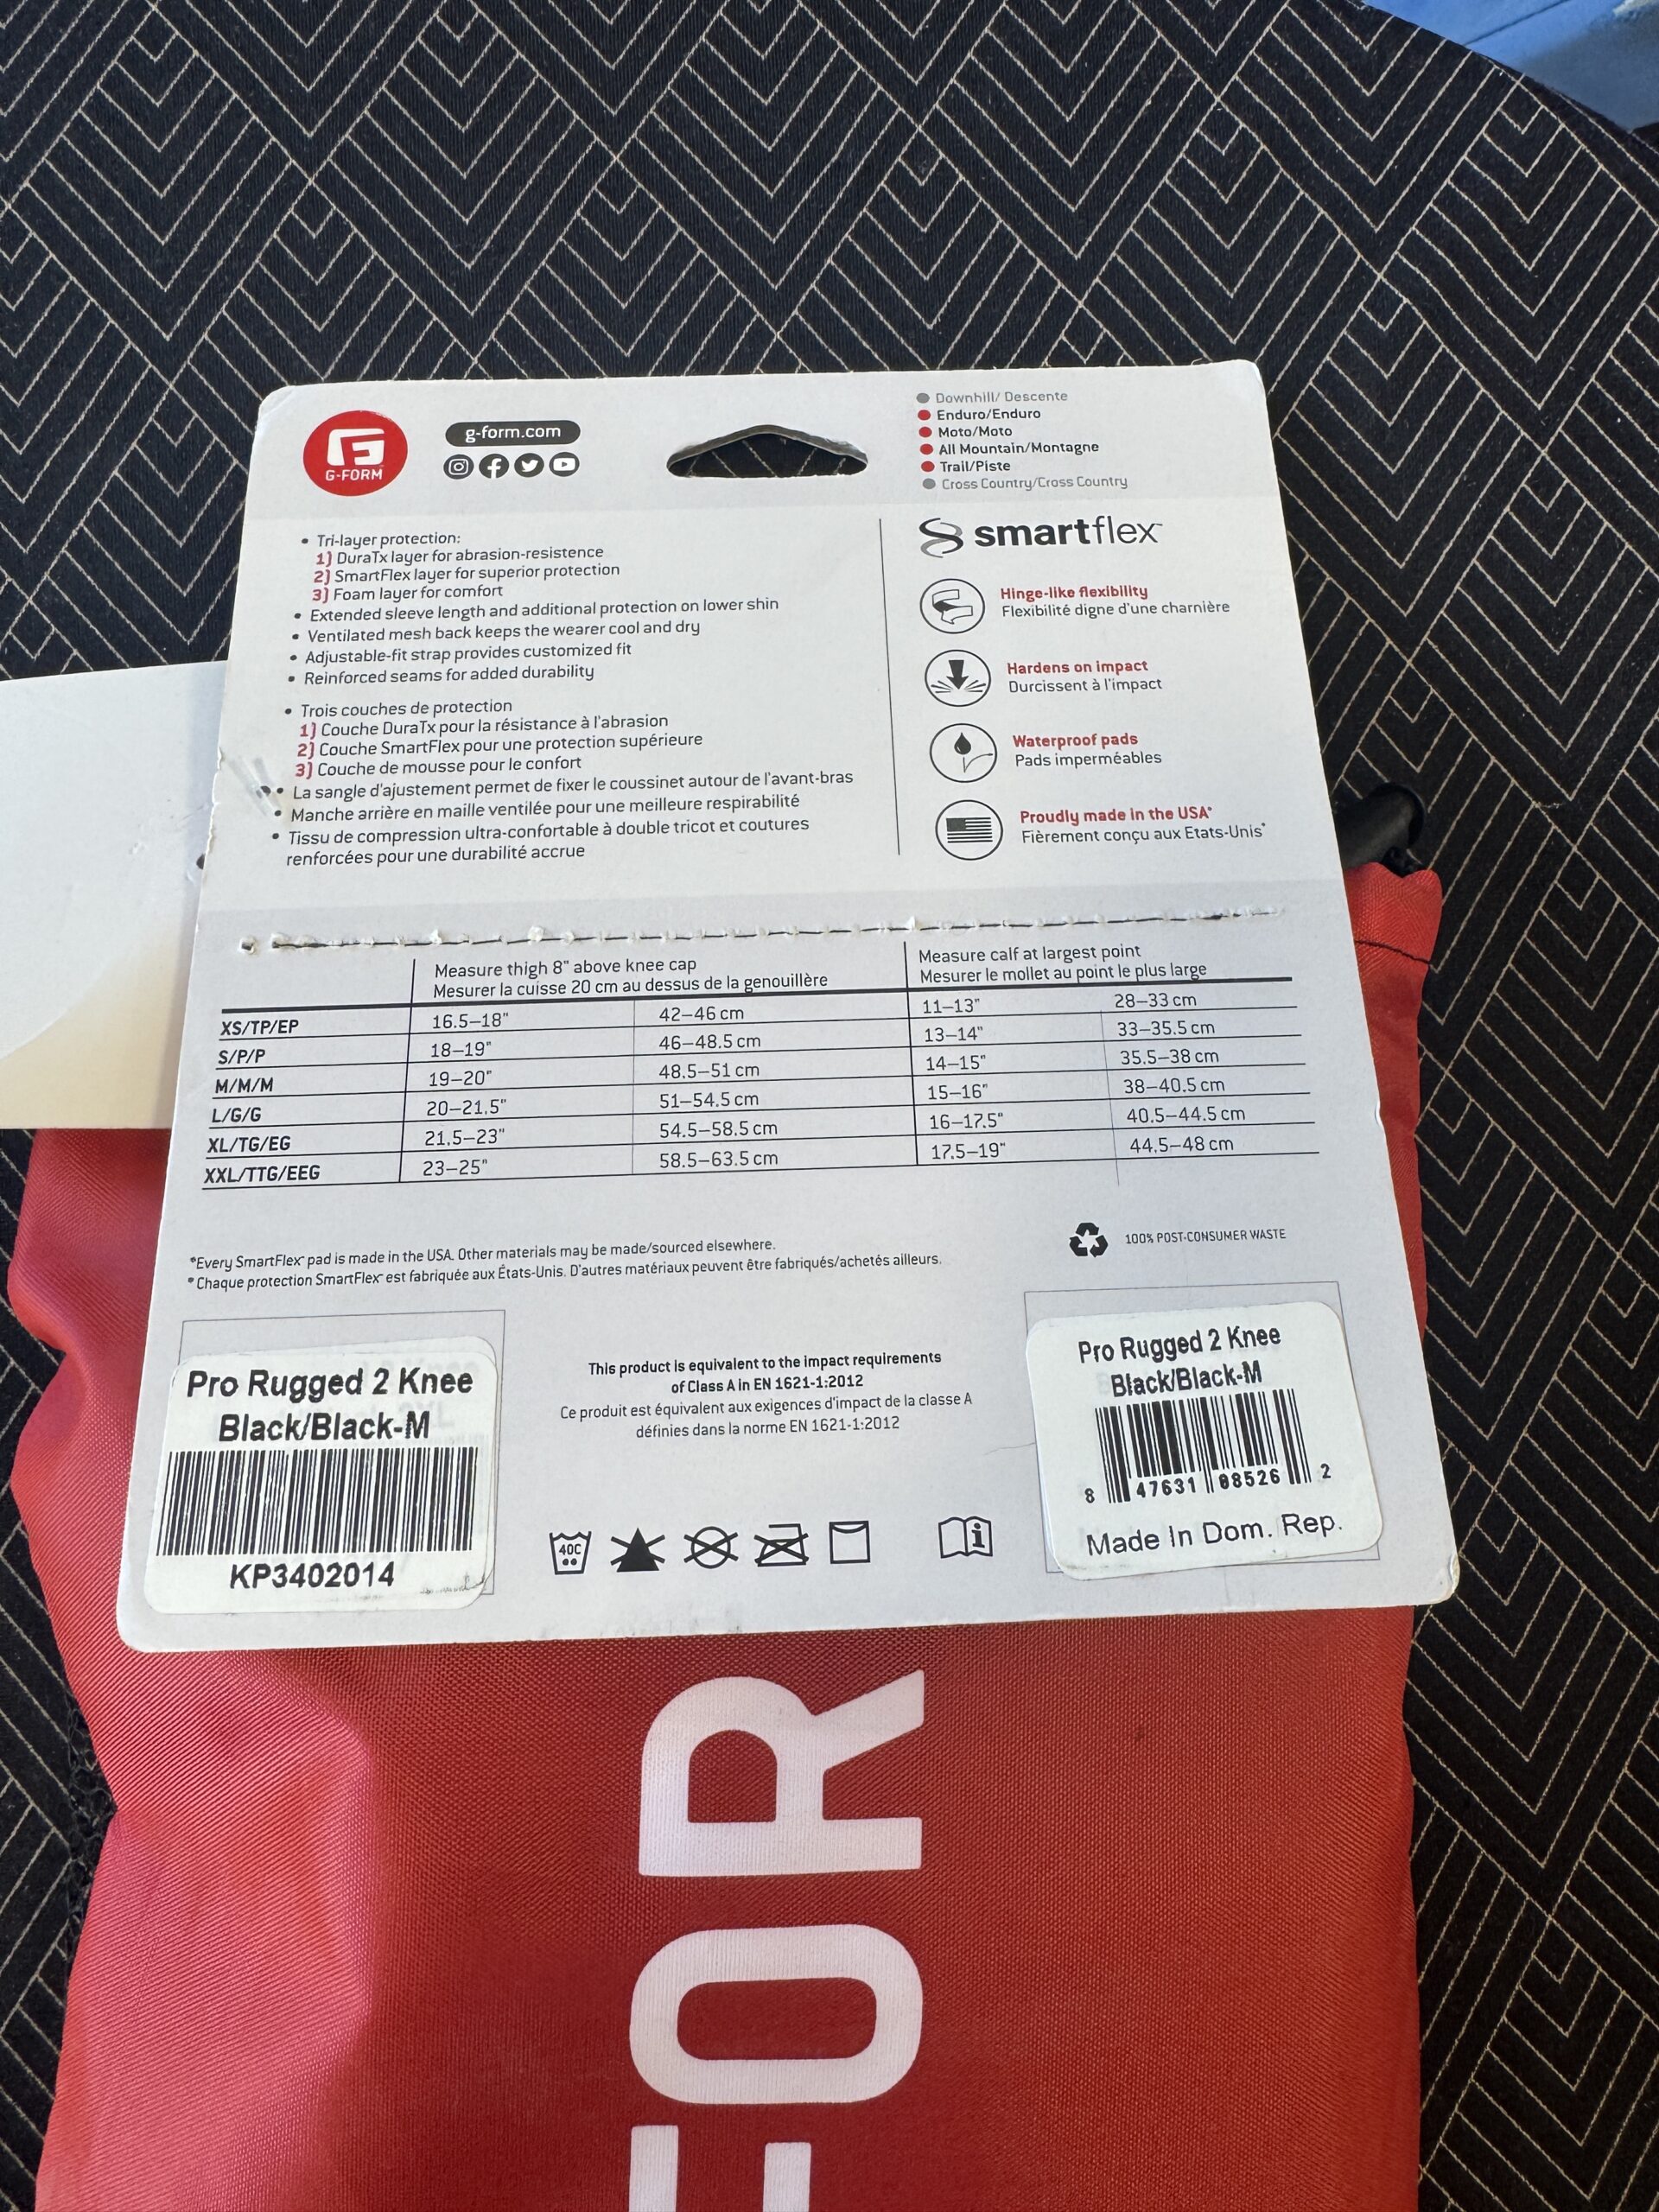 G-FORM
g-form.com
Downhill/ Descente
Enduro/Enduro
Moto/Moto
All Mountain/Montagne
Trail/Piste
Cross Country/Cross Country
• Tri-layer protection:
1) DuraTx layer for abrasion-resistence
2) SmartFlex layer for superior protection
3) Foam layer for comfort
• Extended sleeve length and additional protection on lower shin
• Ventilated mesh back keeps the wearer cool and dry
• Adjustable-fit strap provides customized fit
• Reinforced seams for added durability
• Trois couches de protection
1) Couche DuraTx pour la résistance à l'abrasion
2) Couche SmartFlex pour une protection supérieure
3) Couche de mousse pour le confort
• La sangle d'ajustement permet de fixer le coussinet autour de l'avant-bras
• Manche arrière en maille ventilée pour une meilleure respirabilité
• Tissu de compression ultra-confortable à double tricot et coutures
renforcées pour une durabilité accrue
smartflex™
Hinge-like flexibility
Flexibilité digne d'une charnière
Hardens on impact
Durcissent à l'impact
Waterproof pads
Pads imperméables
Proudly made in the USA*
Fièrement conçu aux Etats-Unis*
Measure thigh 8" above knee cap
Mesurer la cuisse 20 cm au dessus de la genouillère
Measure calf at largest point
Mesurer le mollet au point le plus large
XS/TP/EP 16.5–18" 42–46 cm 11–13" 28–33 cm
S/P/P 18–19" 46–48.5 cm 13–14" 33–35.5 cm
M/M/M 19–20" 48.5–51 cm 14–15" 35.5–38 cm
L/G/G 20–21.5" 51–54.5 cm 15–16" 38–40.5 cm
XL/TG/EG 21.5–23" 54.5–58.5 cm 16–17.5" 40.5–44.5 cm
XXL/TTG/EEG 23–25" 58.5–63.5 cm 17.5–19" 44.5–48 cm
*Every SmartFlex™ pad is made in the USA. Other materials may be made/sourced elsewhere.
*Chaque protection SmartFlex™ est fabriquée aux États-Unis. D'autres matériaux peuvent être fabriqués/achetés ailleurs.
100% POST-CONSUMER WASTE
Pro Rugged 2 Knee
Black/Black-M
KP3402014
This product is equivalent to the impact requirements
of Class A in EN 1621-1:2012
Ce produit est équivalent aux exigences d'impact de la classe A
définies dans la norme EN 1621-1:2012
40C
Pro Rugged 2 Knee
Black/Black-M
8 47631 08526 2
Made In Dom. Rep.
FOR